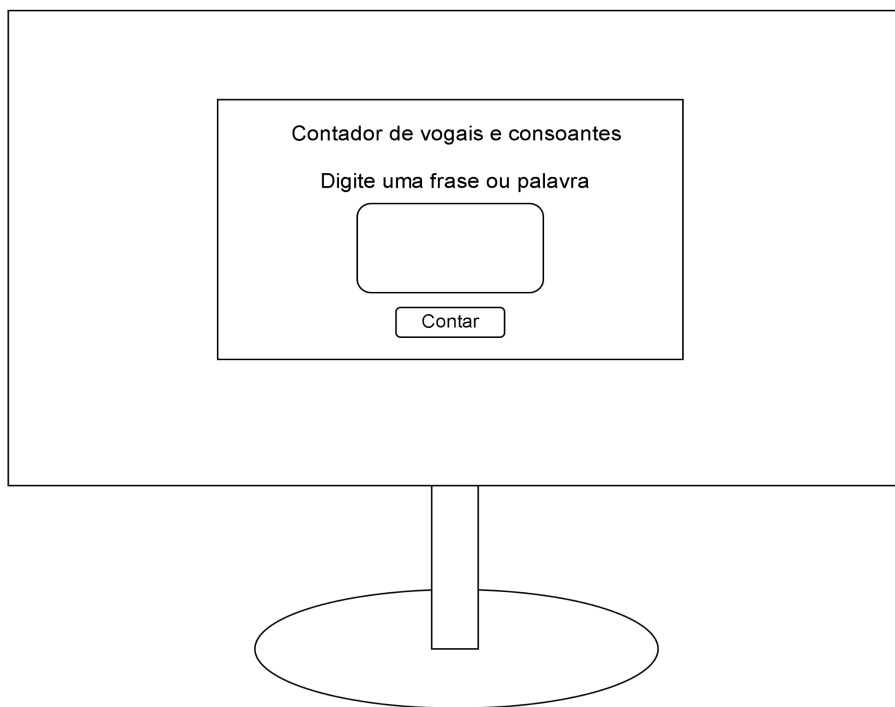 Contador de vogais e consoantes
Digite uma frase ou palavra
Contar